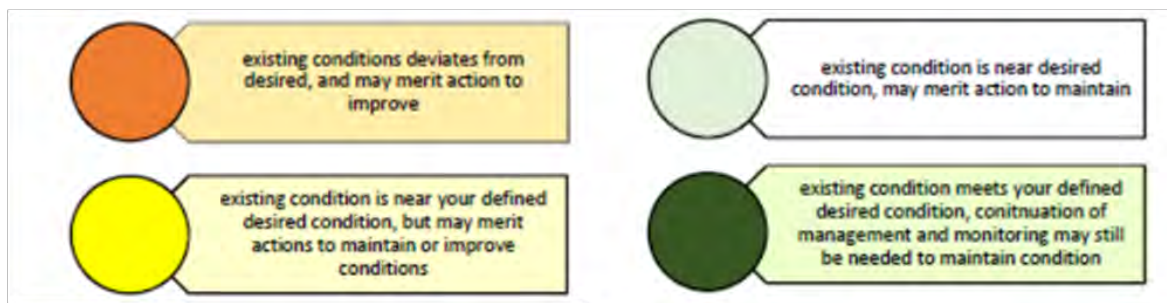 existing conditions deviates from
desired, and may merit action to
improve
existing condition is near desired
condition, may merit action to maintain
existing condition is near your defined
desired condition, but may merit
actions to maintain or improve
conditions
existing condition meets your defined
desired condition, conitnuation of
management and monitoring may still
be needed to maintain condition